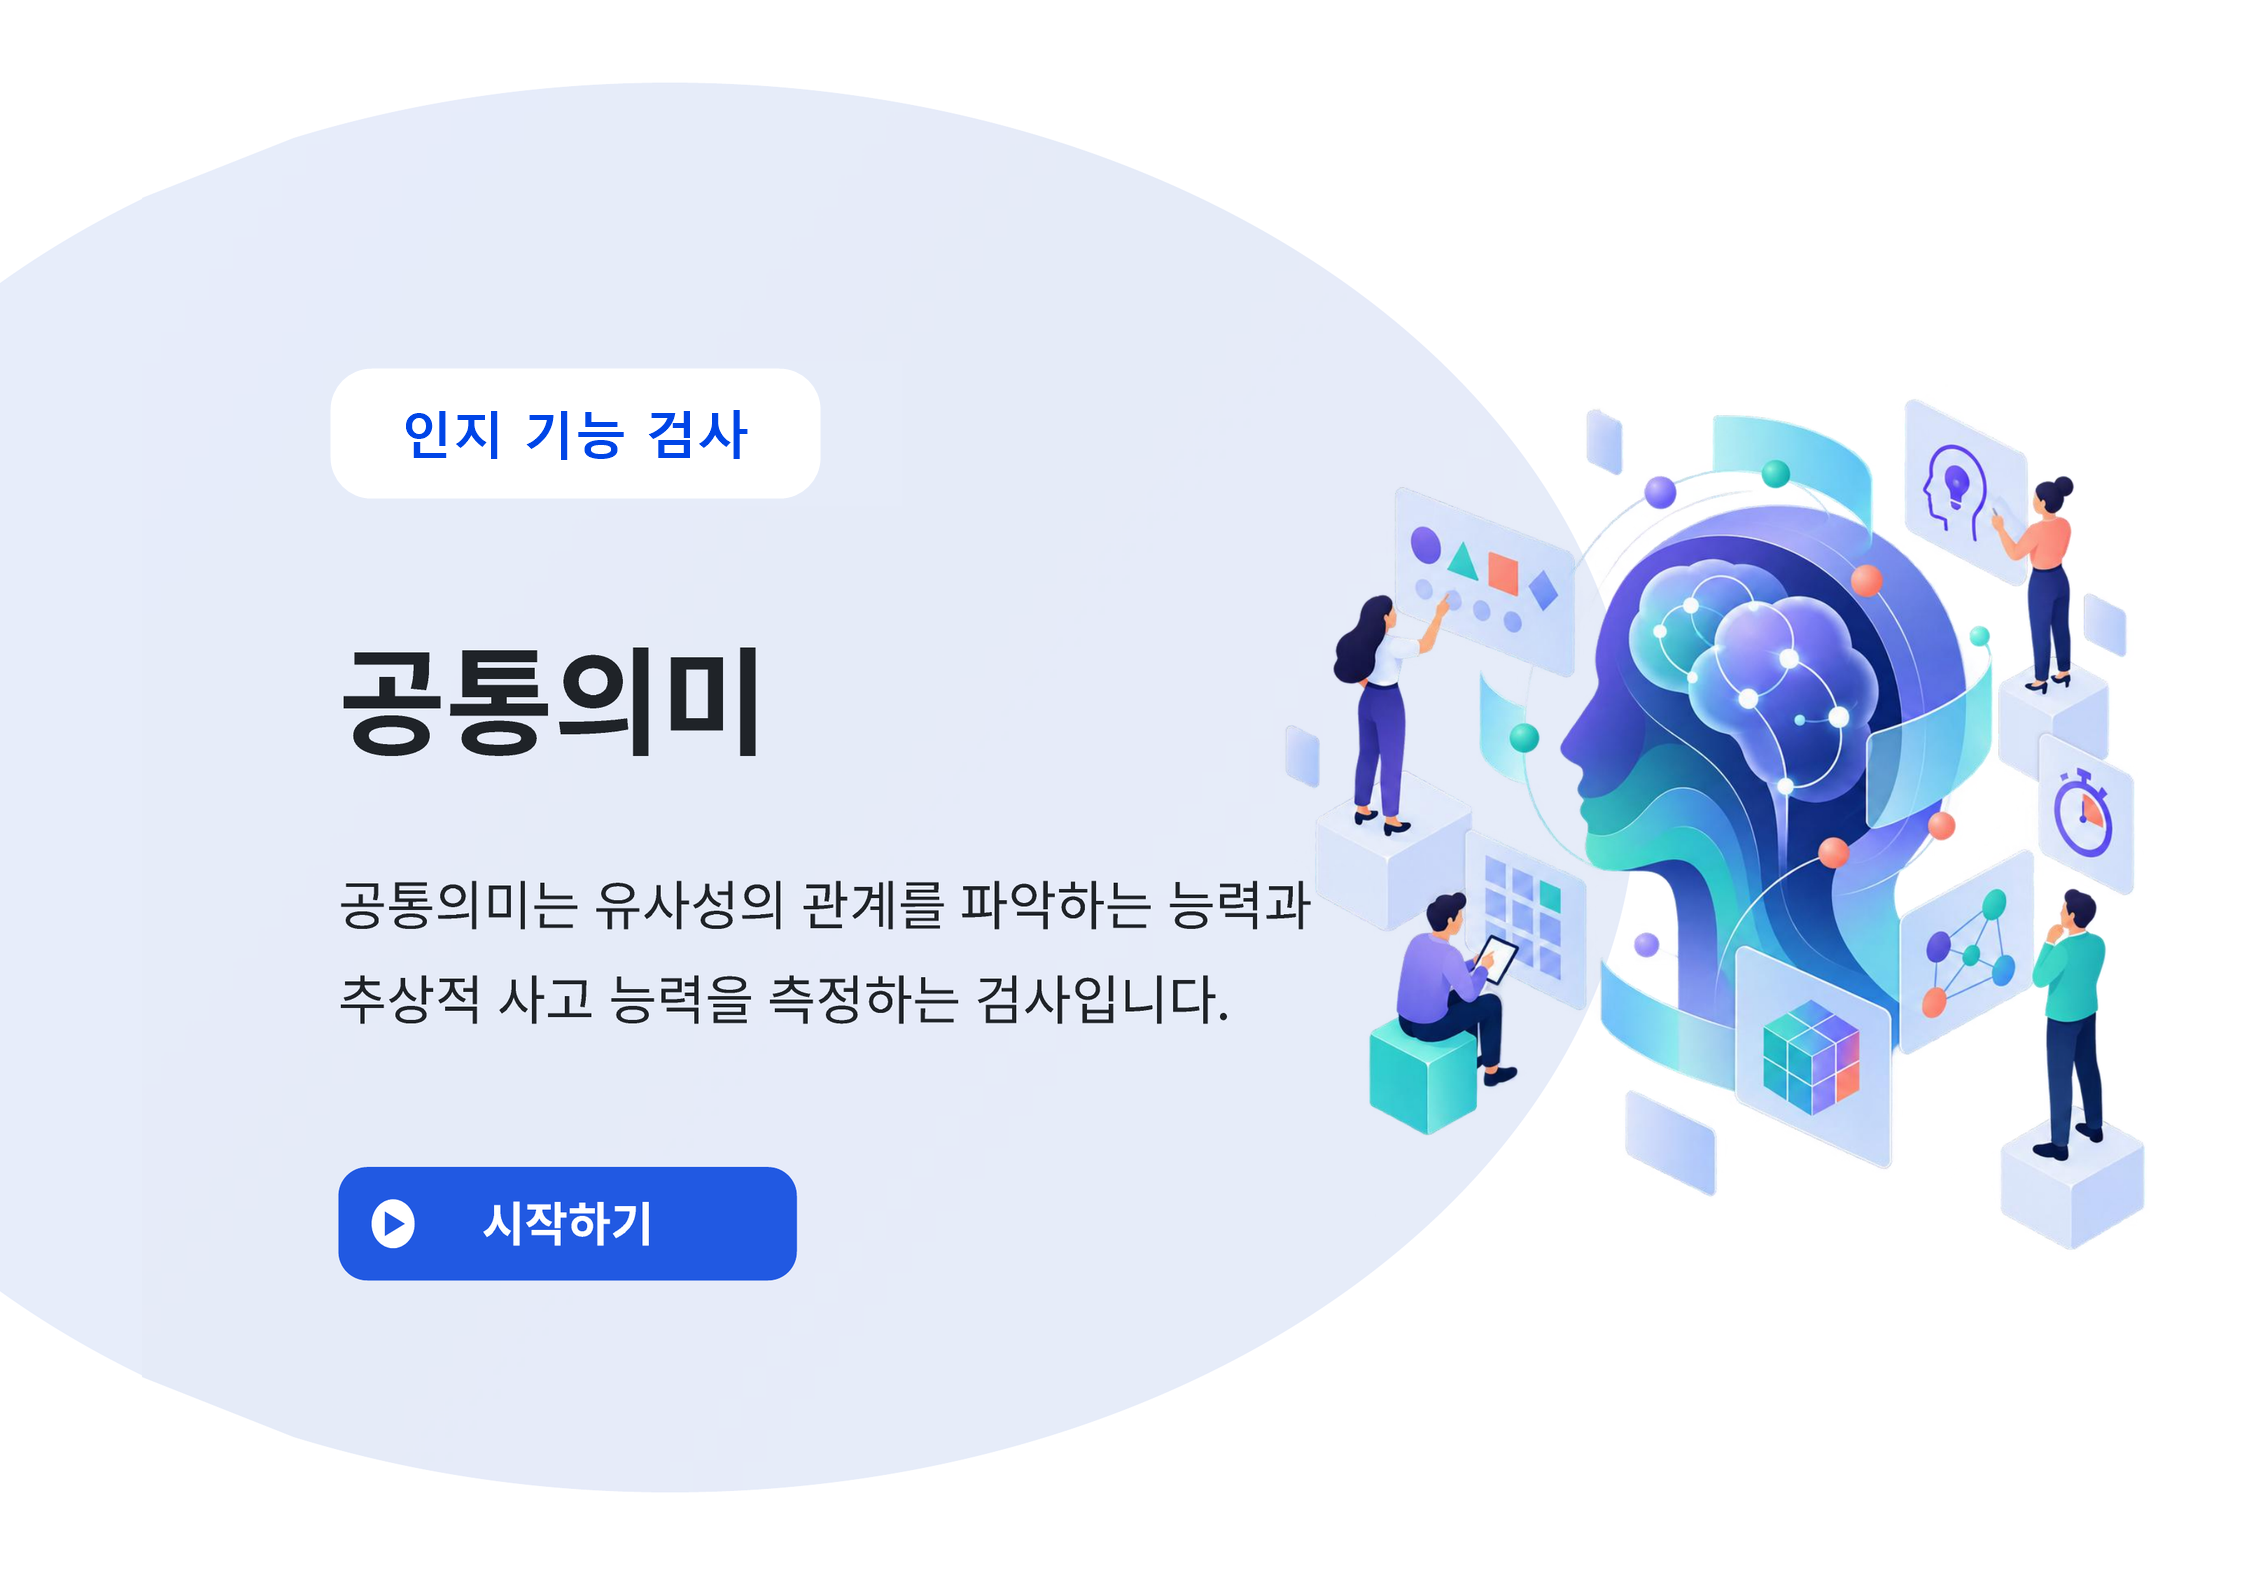 인지 기능 검사
공통의미
공통의미는 유사성의 관계를 파악하는 능력과
추상적 사고 능력을 측정하는 검사입니다.
시작하기